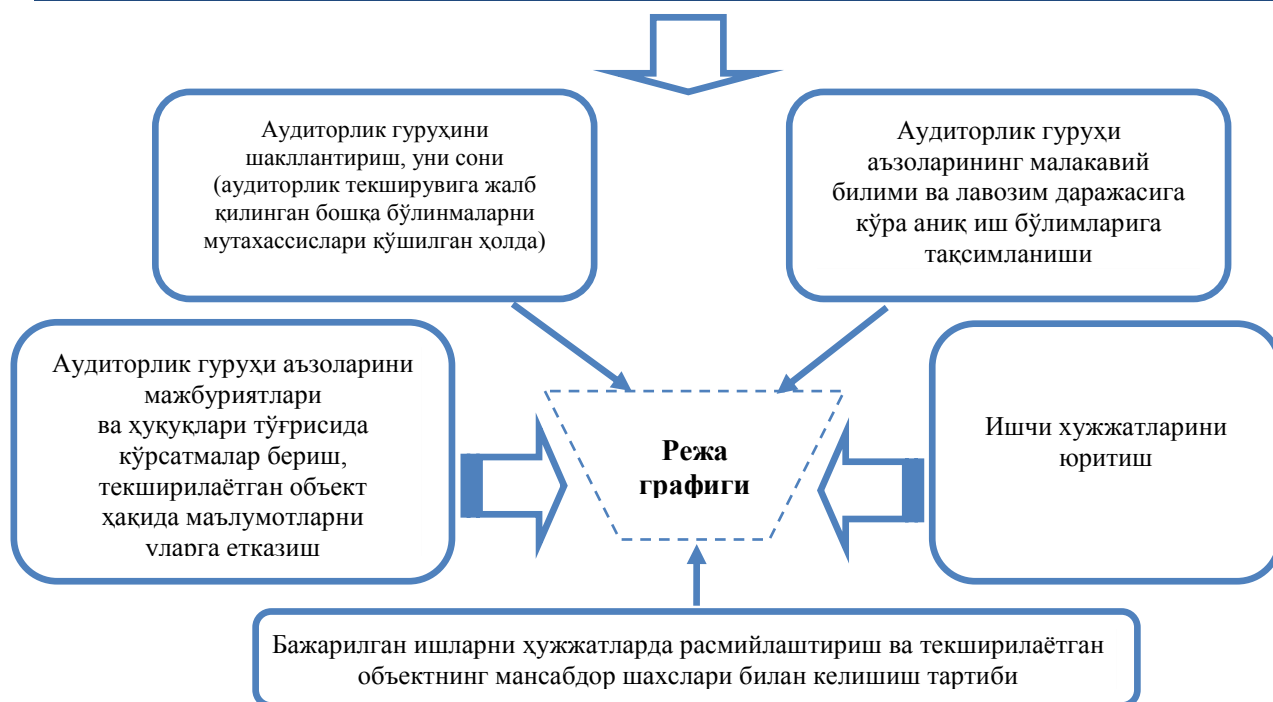 Аудиторлик гуруҳини
шакллантириш, уни сони
(аудиторлик текширувига жалб
қилинган бошқа бўлинмаларни
мутахассислари қўшилган ҳолда)
Аудиторлик гуруҳи
аъзоларининг малакавий
билими ва лавозим даражасига
кўра аниқ иш бўлимларига
тақсимланиши
Аудиторлик гуруҳи аъзоларини
мажбуриятлари
ва ҳуқуқлари тўғрисида
кўрсатмалар бериш,
текширилаётган объект
ҳақида маълумотларни
уларга етказиш
Режа
графиги
Ишчи хужжатларини
юритиш
Бажарилган ишларни ҳужжатларда расмийлаштириш ва текширилаётган
объектнинг мансабдор шахслари билан келишиш тартиби